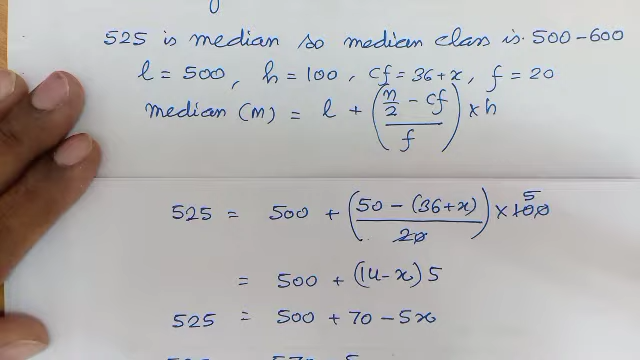 525 is median so median class is 500-600
l = 500, h = 100, cf = 36+x, f = 20
median (M) = l + (n/2 - cf / f) × h
525 = 500 + (50 - (36+x) / 20) × 100 5
= 500 + (14-x) 5
525 = 500 + 70 - 5x